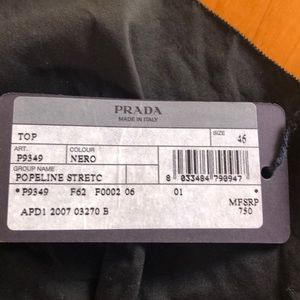 PRADA
MADE IN ITALY
TOP
SIZE
46
ART.
COLOUR
P9349
NERO
GROUP NAME
POPELINE STRETC
8 033484 790947
*P9349 F62 F0002 06 01
MFSRP
APD1 2007 03270 B
750